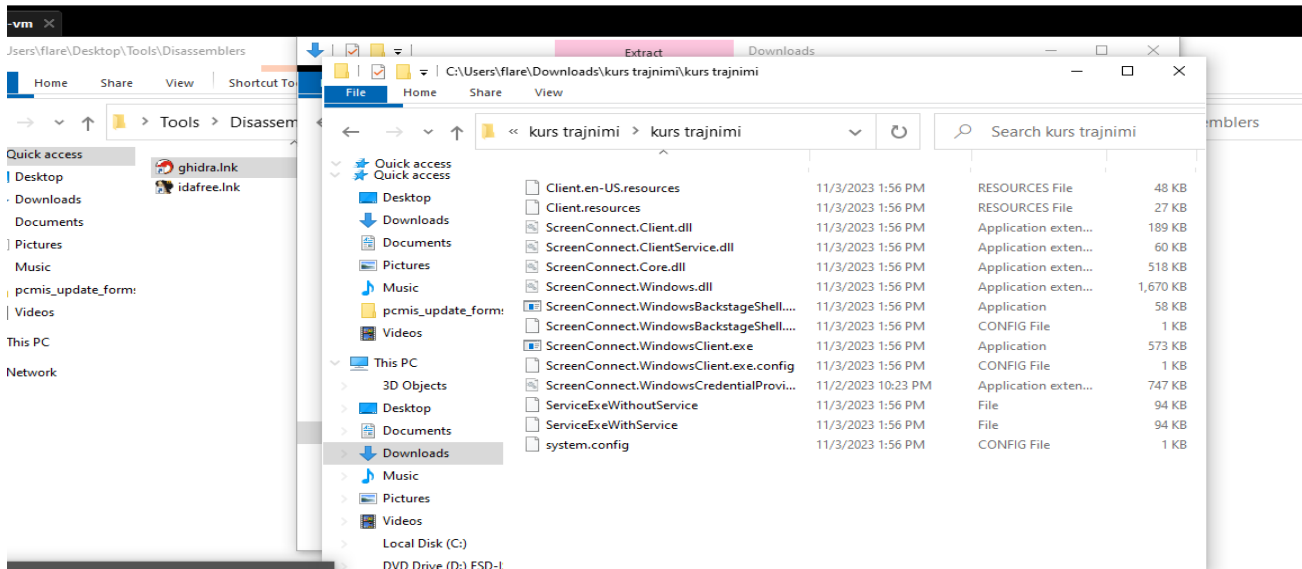 -vm
Jsers\flare\Desktop\Tools\Disassemblers
Home Share View Shortcut To
> Tools > Disassem
Quick access
Desktop
Downloads
Documents
Pictures
Music
pcmis_update_form:
Videos
This PC
Network
ghidra.lnk
idafree.lnk
Extract Downloads
C:\Users\flare\Downloads\kurs trajnimi\kurs trajnimi
File Home Share View
« kurs trajnimi > kurs trajnimi
Search kurs trajnimi
emblers
Quick access
Quick access
Desktop
Downloads
Documents
Pictures
Music
pcmis_update_form:
Videos
This PC
3D Objects
Desktop
Documents
Downloads
Music
Pictures
Videos
Local Disk (C:)
DVD Drive (D:) ESD-I
Client.en-US.resources 11/3/2023 1:56 PM RESOURCES File 48 KB
Client.resources 11/3/2023 1:56 PM RESOURCES File 27 KB
ScreenConnect.Client.dll 11/3/2023 1:56 PM Application exten... 189 KB
ScreenConnect.ClientService.dll 11/3/2023 1:56 PM Application exten... 60 KB
ScreenConnect.Core.dll 11/3/2023 1:56 PM Application exten... 518 KB
ScreenConnect.Windows.dll 11/3/2023 1:56 PM Application exten... 1,670 KB
ScreenConnect.WindowsBackstageShell.... 11/3/2023 1:56 PM Application 58 KB
ScreenConnect.WindowsBackstageShell.... 11/3/2023 1:56 PM CONFIG File 1 KB
ScreenConnect.WindowsClient.exe 11/3/2023 1:56 PM Application 573 KB
ScreenConnect.WindowsClient.exe.config 11/3/2023 1:56 PM CONFIG File 1 KB
ScreenConnect.WindowsCredentialProvi... 11/2/2023 10:23 PM Application exten... 747 KB
ServiceExeWithoutService 11/3/2023 1:56 PM File 94 KB
ServiceExeWithService 11/3/2023 1:56 PM File 94 KB
system.config 11/3/2023 1:56 PM CONFIG File 1 KB